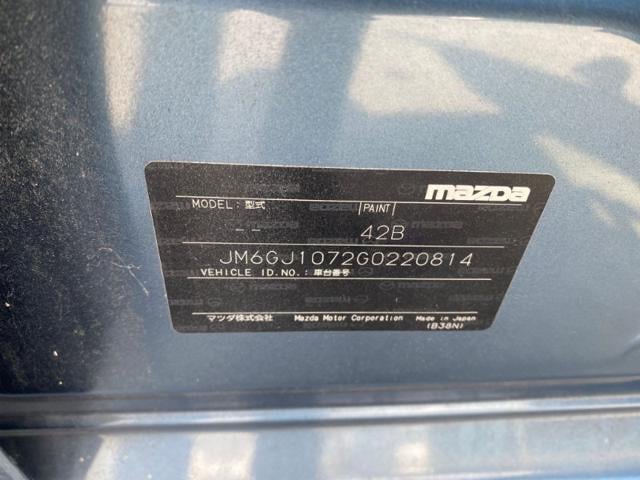 mazda
MODEL: 型式 PAINT
-- 42B
JM6GJ1072G0220814
VEHICLE ID.NO.: 車台番号
マツダ株式会社 Mazda Motor Corporation Made in Japan
(B38N)